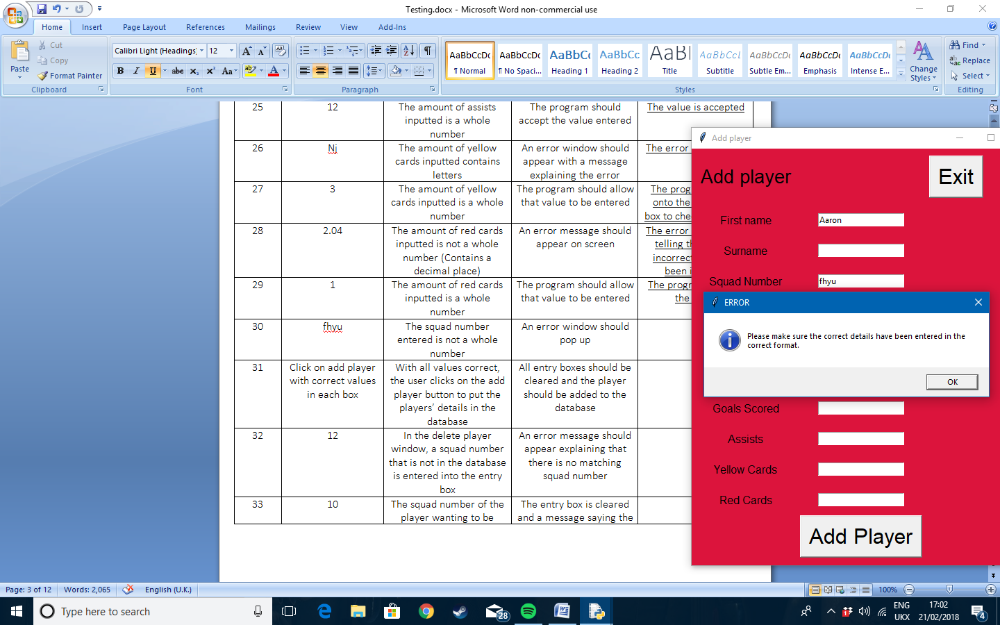 Testing.docx - Microsoft Word non-commercial use
Home Insert Page Layout References Mailings Review View Add-Ins
Paste
Cut
Copy
Format Painter
Clipboard
Calibri Light (Headings) 12
B I U abc x₂ x² Aa
Font
Paragraph
AaBbCcDc AaBbCcDc AaBbCc AaBbCc AaBl AaBbCcL AaBbCcDc AaBbCcDc AaBbCcDc
¶ Normal ¶ No Spaci... Heading 1 Heading 2 Title Subtitle Subtle Em... Emphasis Intense E...
Change
Styles
Styles
Find
Replace
Select
Editing
25 12 The amount of assists The program should The value is accepted
inputted is a whole accept the value entered
number
26 Nj The amount of yellow An error window should The error
cards inputted contains appear with a message
letters explaining the error
27 3 The amount of yellow The program should allow The prog
cards inputted is a whole that value to be entered onto the
number box to che
28 2.04 The amount of red cards An error message should The error
inputted is not a whole appear on screen telling th
number (Contains a incorrect
decimal place) been i
29 1 The amount of red cards The program should allow The progr
inputted is a whole that value to be entered the
number
30 fhyu The squad number An error window should
entered is not a whole pop up
number
31 Click on add player With all values correct, All entry boxes should be
with correct values the user clicks on the add cleared and the player
in each box player button to put the should be added to the
players’ details in the database
database
32 12 In the delete player An error message should
window, a squad number appear explaining that
that is not in the database there is no matching
is entered into the entry squad number
box
33 10 The squad number of the The entry box is cleared
player wanting to be and a message saying the
Add player
Add player
Exit
First name Aaron
Surname
Squad Number fhyu
ERROR
Please make sure the correct details have been entered in the
correct format.
OK
Goals Scored
Assists
Yellow Cards
Red Cards
Add Player
Page: 3 of 12 Words: 2,065 English (U.K.) 100%
Type here to search
28
ENG
UKX
17:02
21/02/2018
4